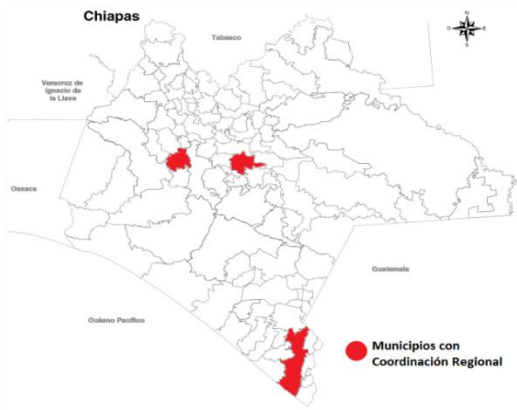 Chiapas
N
O
E
S
Tabasco
Veracruz de
Ignacio de
la Llave
Oaxaca
Guatemala
Océano Pacífico
Municipios con
Coordinación Regional